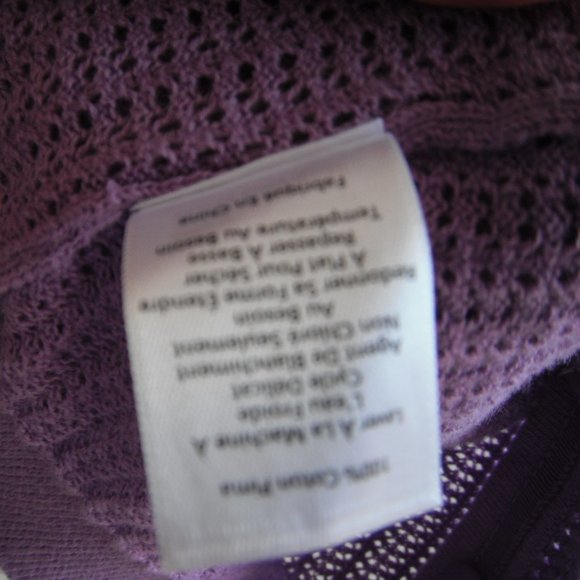 100% Coton Pima
Laver À La Machine À
L'eau Froide
Cycle Délicat
Agent De Blanchiment
Non Chloré Seulement
Au Besoin
Redonner Sa Forme Étendre
À Plat Pour Sécher
Repasser À Basse
Température Au Besoin
Fabriqué En Chine